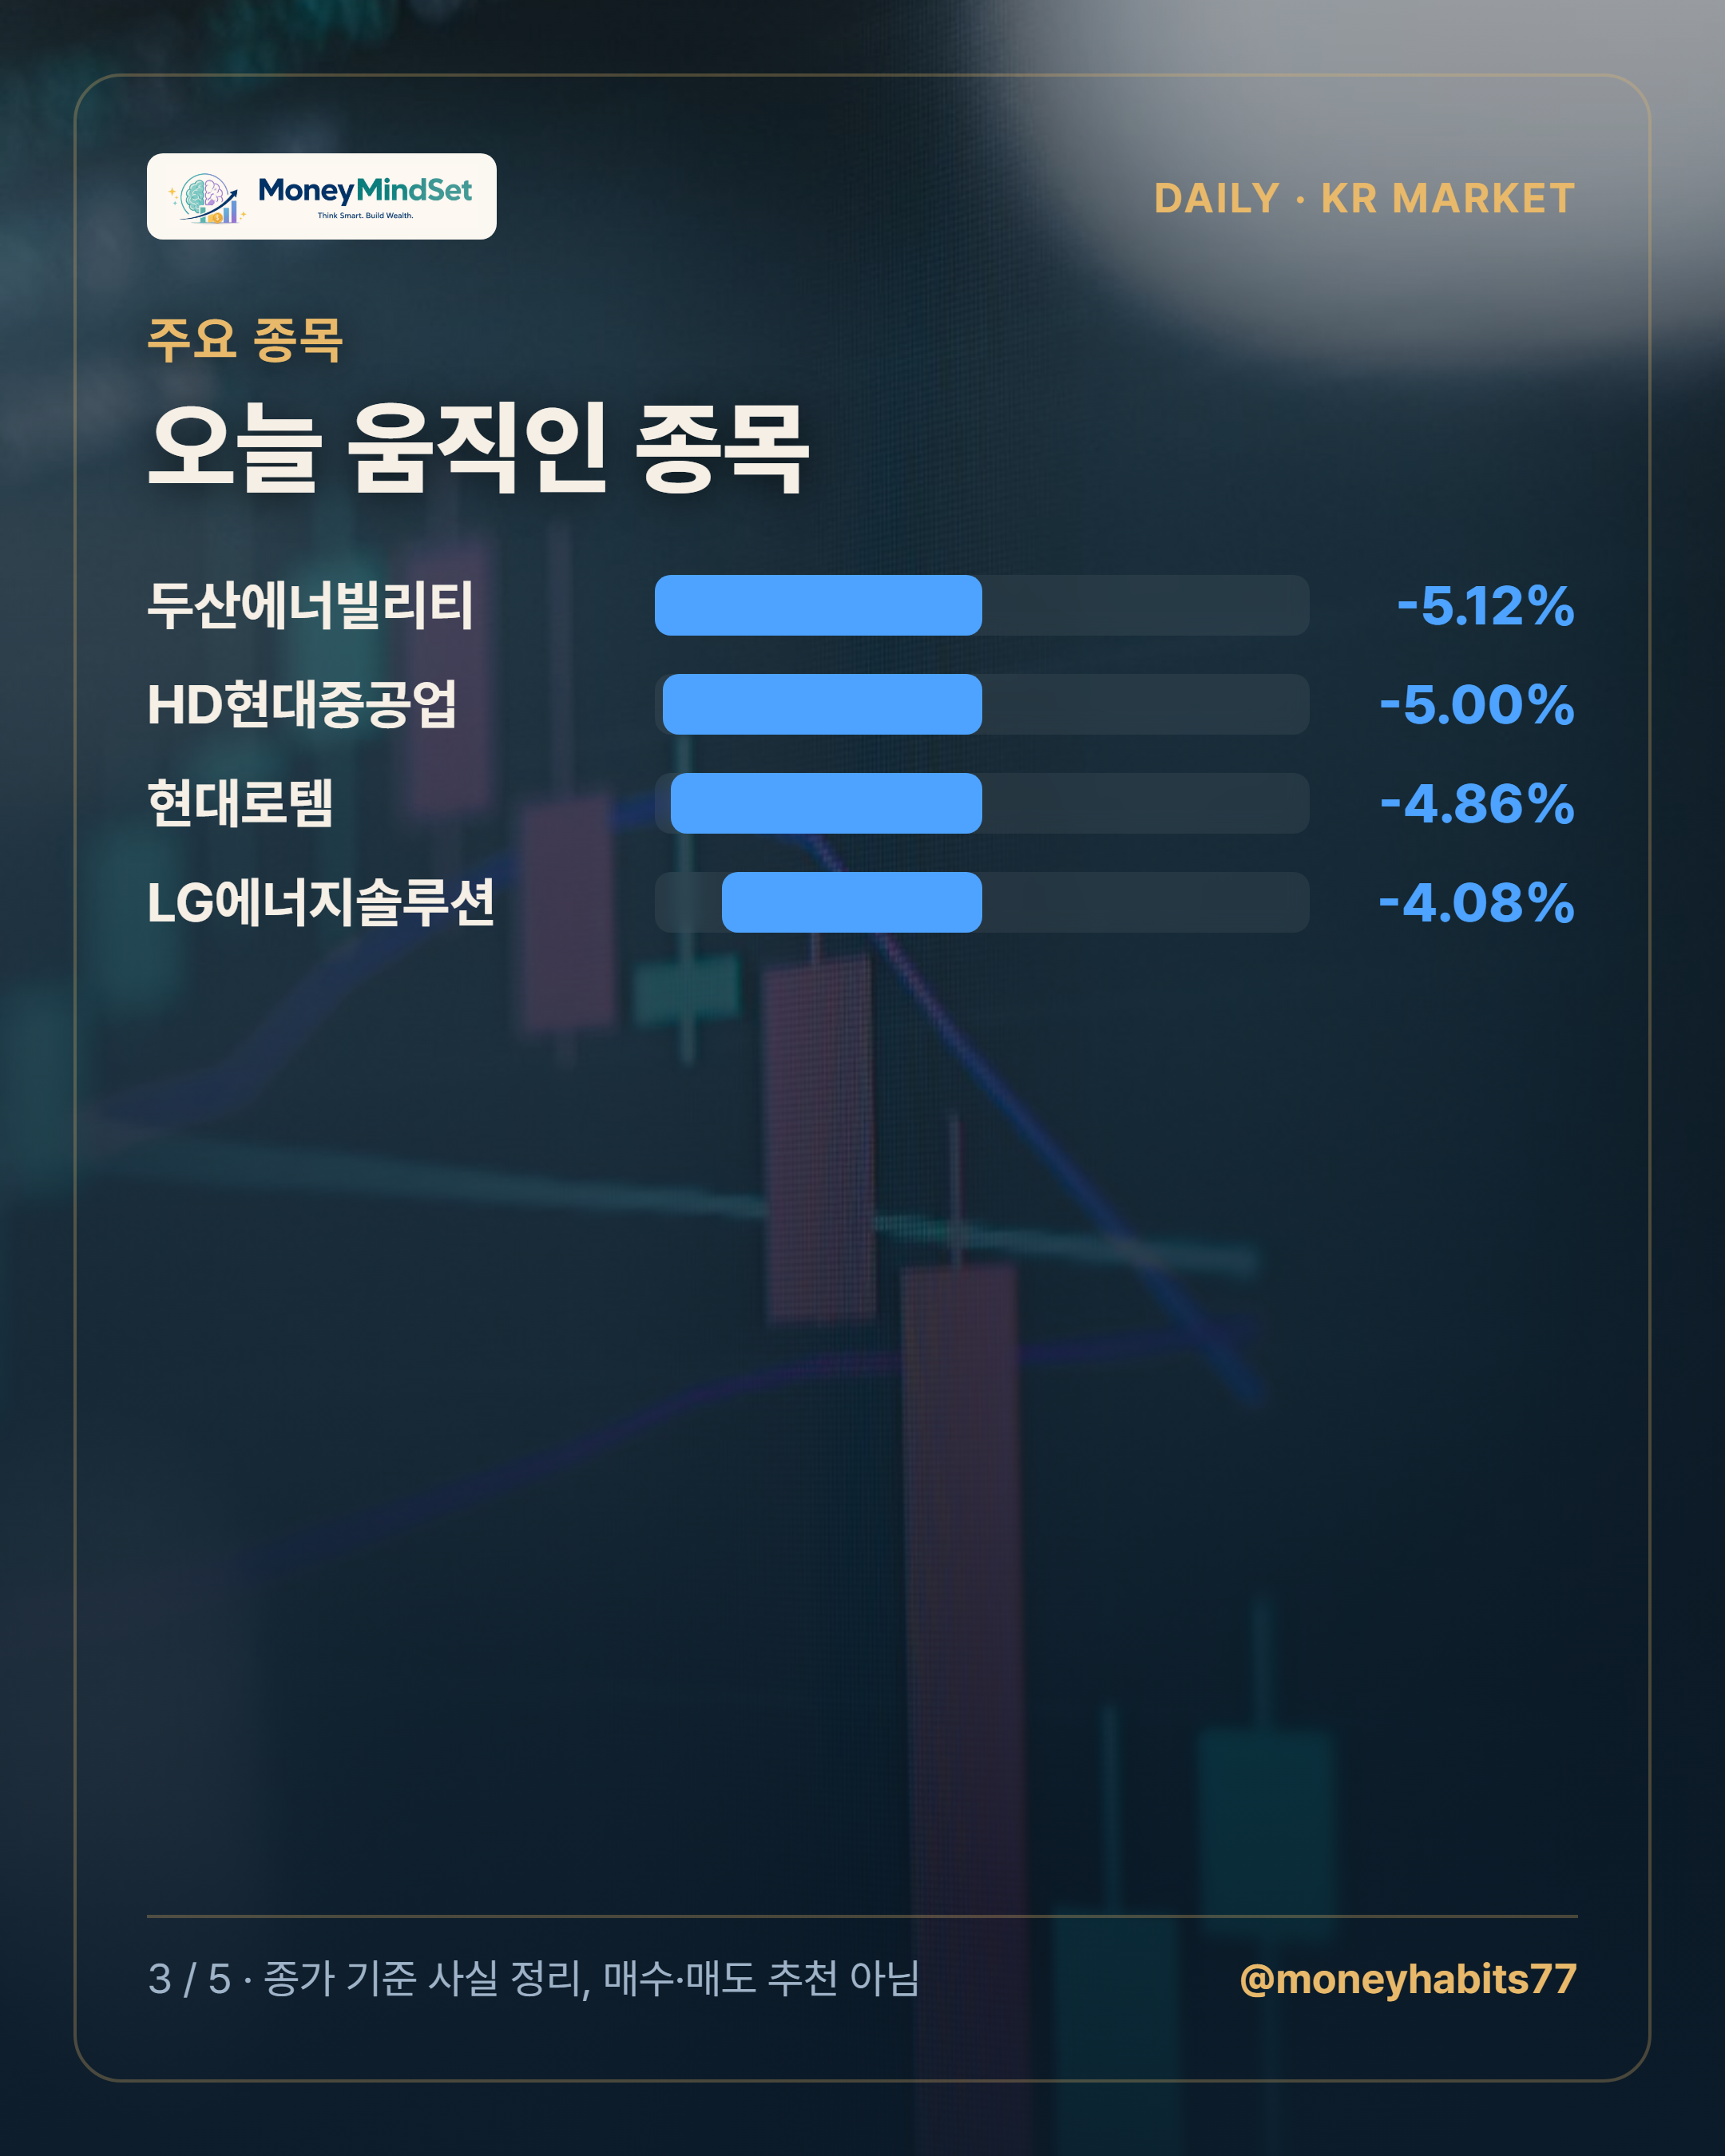 MoneyMindSet
Think Smart. Build Wealth.
DAILY · KR MARKET
주요 종목
오늘 움직인 종목
두산에너빌리티 -5.12%
HD현대중공업 -5.00%
현대로템 -4.86%
LG에너지솔루션 -4.08%
3 / 5 · 종가 기준 사실 정리, 매수·매도 추천 아님
@moneyhabits77